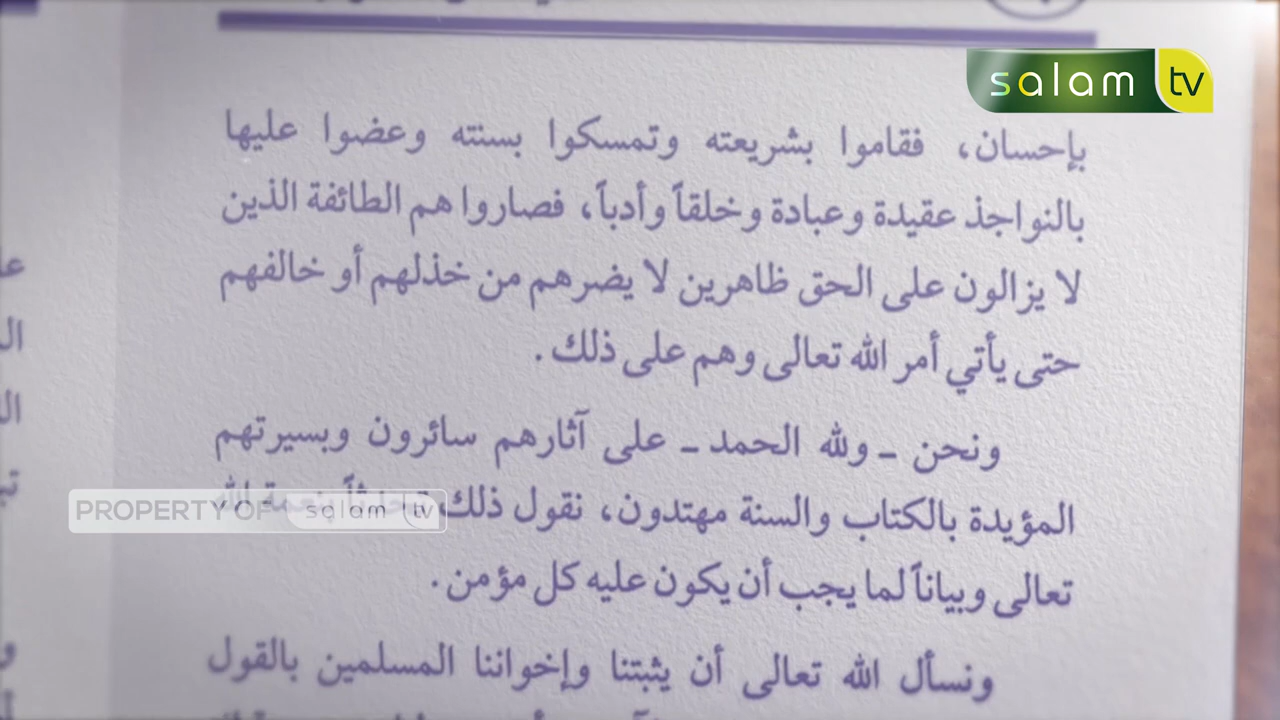 salam tv
بإحسان، فقاموا بشريعته وتمسكوا بسنته وعضوا عليها
بالنواجذ عقيدة وعبادة وخلقاً وأدباً، فصاروا هم الطائفة الذين
لا يزالون على الحق ظاهرين لا يضرهم من خذلهم أو خالفهم
حتى يأتي أمر الله تعالى وهم على ذلك.
ونحن ـ ولله الحمد ـ على آثارهم سائرون وبسيرتهم
المؤيدة بالكتاب والسنة مهتدون، نقول ذلك تحدثاً بنعمة الله
PROPERTY OF salam tv
تعالى وبياناً لما يجب أن يكون عليه كل مؤمن.
ونسأل الله تعالى أن يثبتنا وإخواننا المسلمين بالقول